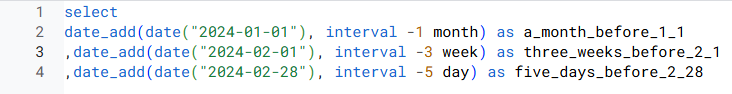 1 select
2 date_add(date("2024-01-01"), interval -1 month) as a_month_before_1_1
3 ,date_add(date("2024-02-01"), interval -3 week) as three_weeks_before_2_1
4 ,date_add(date("2024-02-28"), interval -5 day) as five_days_before_2_28